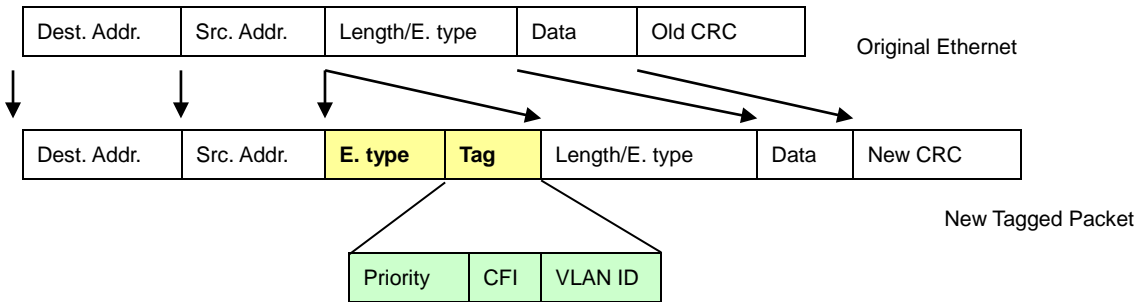 Dest. Addr. Src. Addr. Length/E. type Data Old CRC
Original Ethernet
Dest. Addr. Src. Addr. E. type Tag Length/E. type Data New CRC
New Tagged Packet
Priority CFI VLAN ID